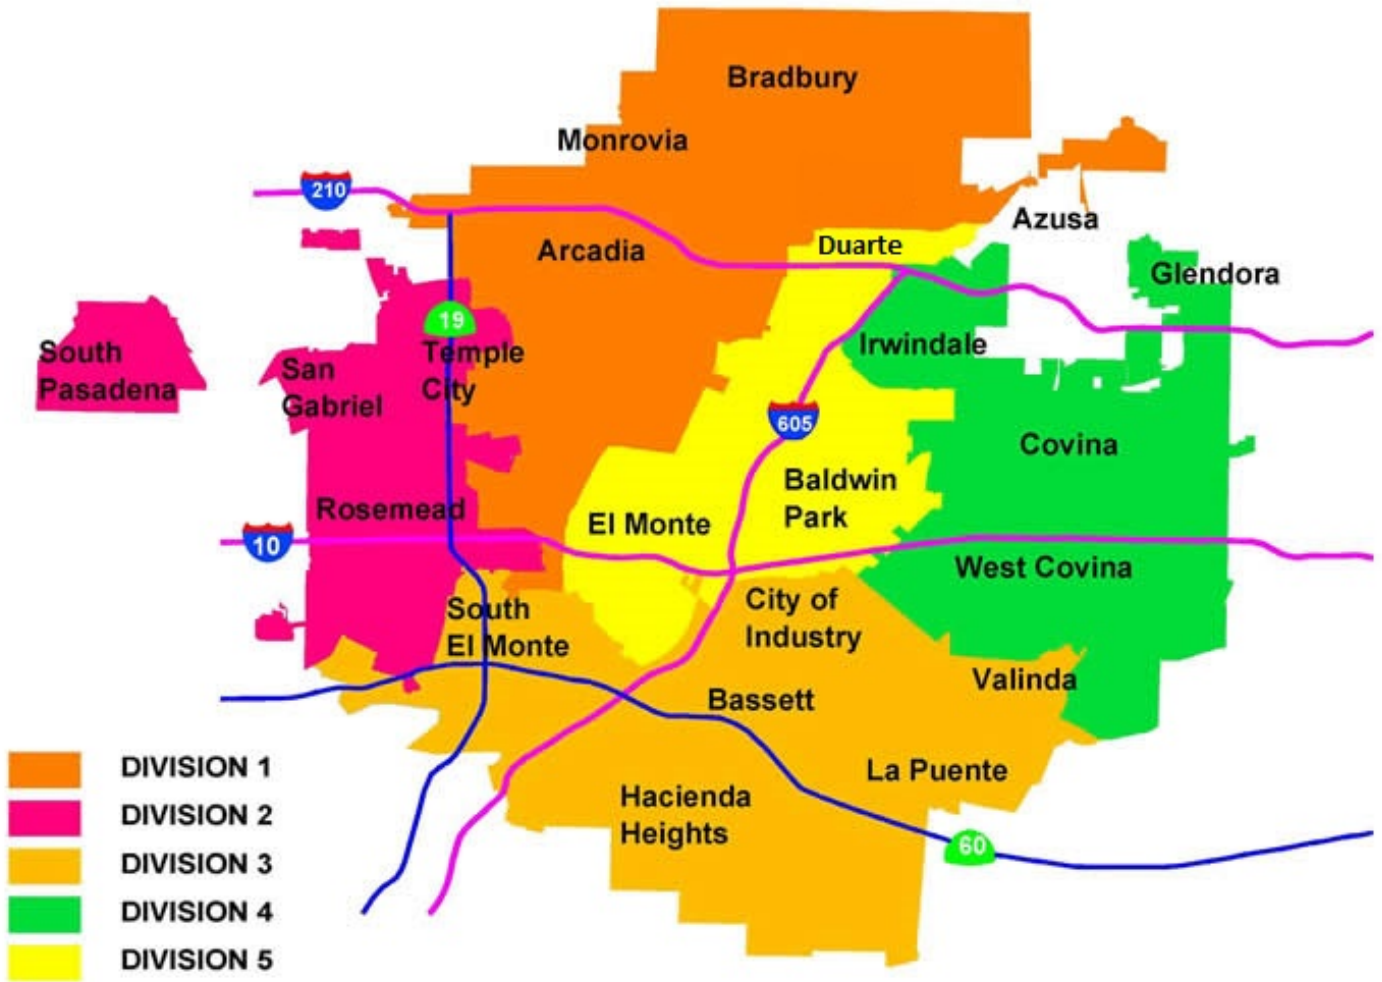 Bradbury
Monrovia
210
Azusa
Arcadia
Duarte
Glendora
19
South
Pasadena
San
Gabriel
Temple
City
Irwindale
605
Covina
Baldwin
Park
Rosemead
El Monte
10
West Covina
South
El Monte
City of
Industry
Valinda
Bassett
La Puente
Hacienda
Heights
60
DIVISION 1
DIVISION 2
DIVISION 3
DIVISION 4
DIVISION 5